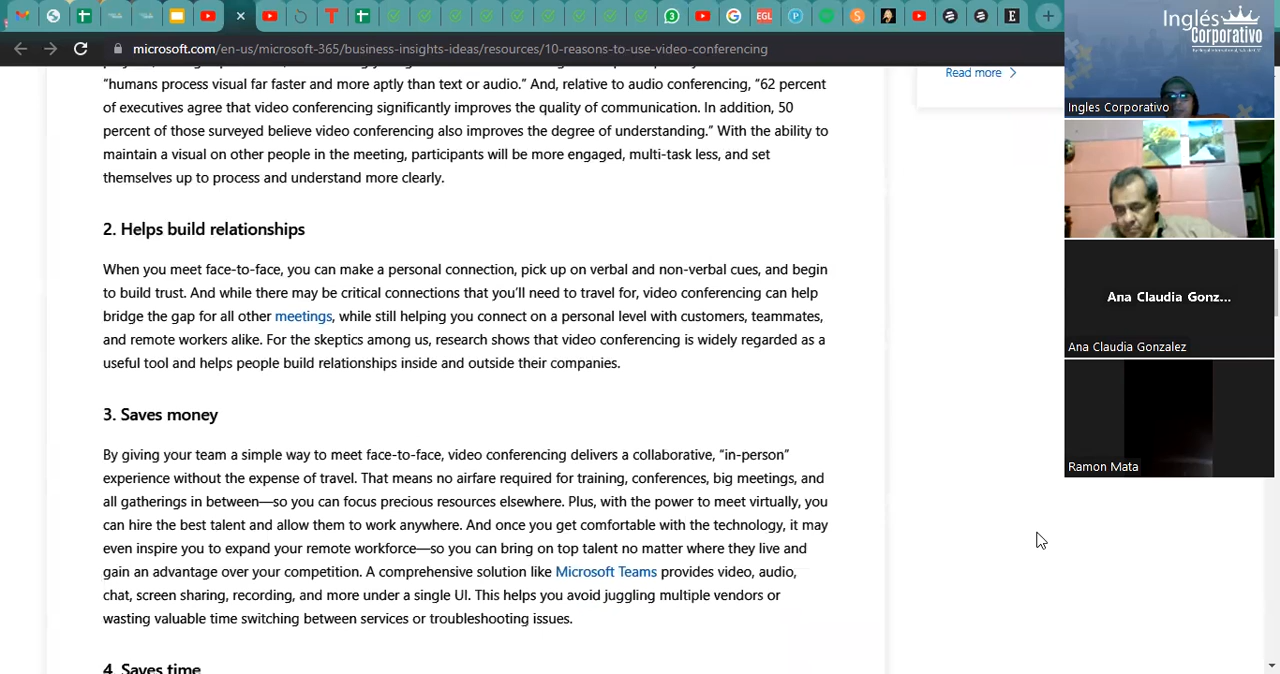 3
EGL
microsoft.com/en-us/microsoft-365/business-insights-ideas/resources/10-reasons-to-use-video-conferencing
Inglés
Corporativo
Ingles Corporativo
Read more
Ana Claudia Gonz...
Ana Claudia Gonzalez
Ramon Mata
“humans process visual far faster and more aptly than text or audio.” And, relative to audio conferencing, “62 percent
of executives agree that video conferencing significantly improves the quality of communication. In addition, 50
percent of those surveyed believe video conferencing also improves the degree of understanding.” With the ability to
maintain a visual on other people in the meeting, participants will be more engaged, multi-task less, and set
themselves up to process and understand more clearly.
2. Helps build relationships
When you meet face-to-face, you can make a personal connection, pick up on verbal and non-verbal cues, and begin
to build trust. And while there may be critical connections that you’ll need to travel for, video conferencing can help
bridge the gap for all other meetings, while still helping you connect on a personal level with customers, teammates,
and remote workers alike. For the skeptics among us, research shows that video conferencing is widely regarded as a
useful tool and helps people build relationships inside and outside their companies.
3. Saves money
By giving your team a simple way to meet face-to-face, video conferencing delivers a collaborative, “in-person”
experience without the expense of travel. That means no airfare required for training, conferences, big meetings, and
all gatherings in between—so you can focus precious resources elsewhere. Plus, with the power to meet virtually, you
can hire the best talent and allow them to work anywhere. And once you get comfortable with the technology, it may
even inspire you to expand your remote workforce—so you can bring on top talent no matter where they live and
gain an advantage over your competition. A comprehensive solution like Microsoft Teams provides video, audio,
chat, screen sharing, recording, and more under a single UI. This helps you avoid juggling multiple vendors or
wasting valuable time switching between services or troubleshooting issues.
4. Saves time